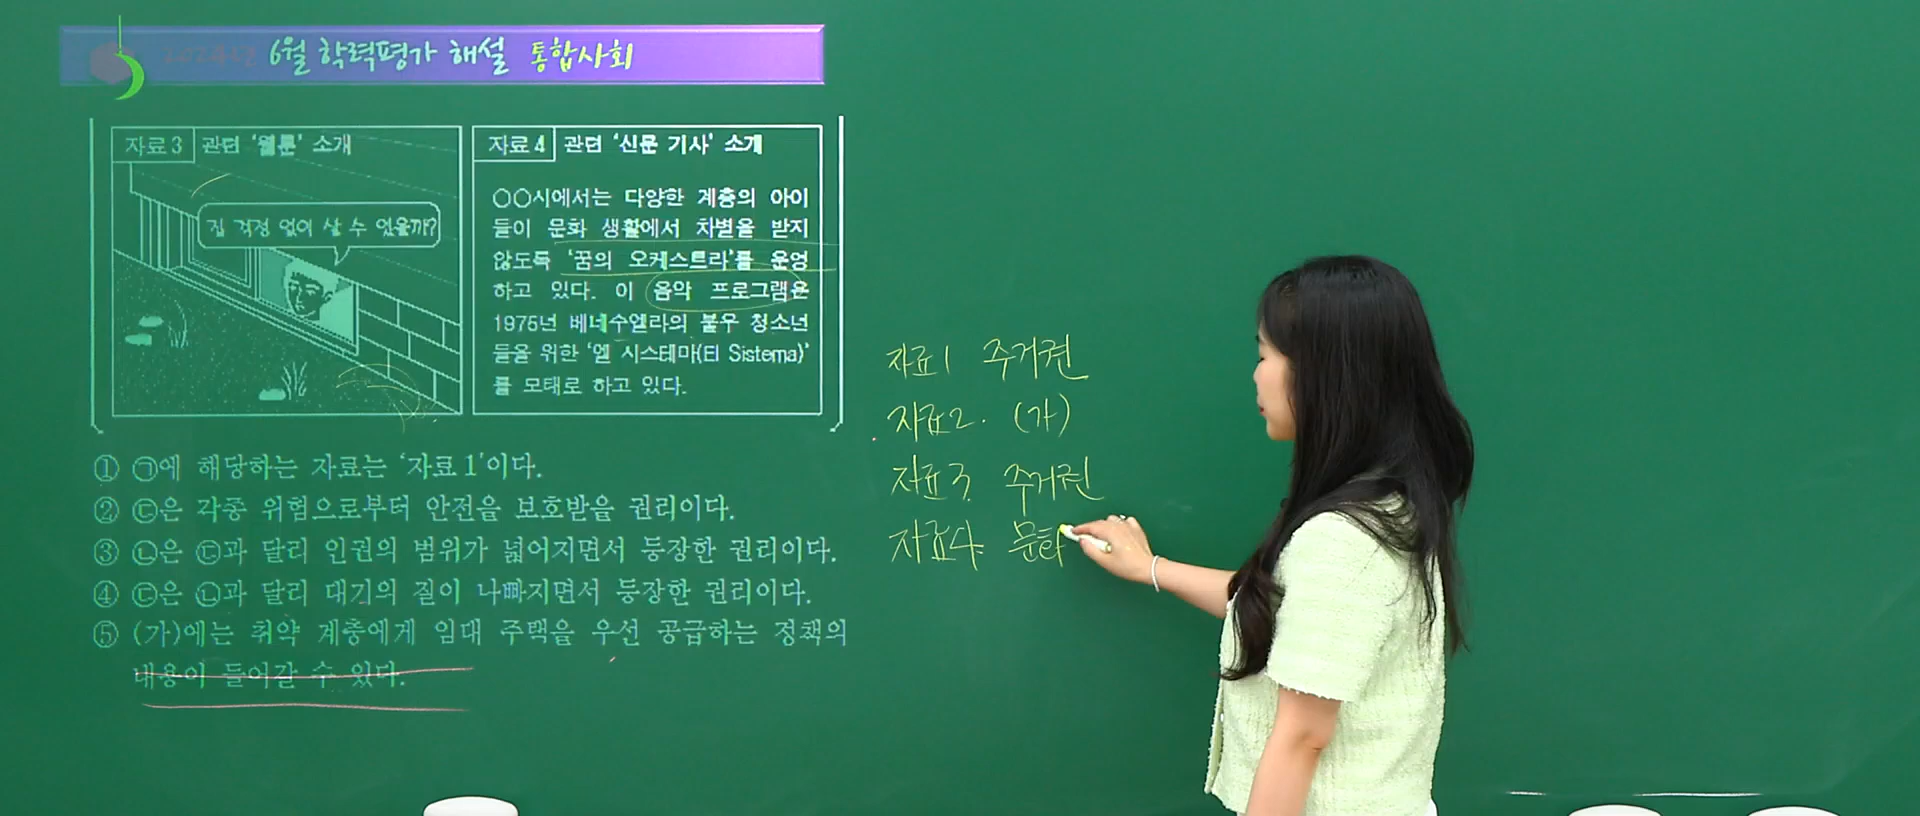 6월 학력평가 해설 통합사회
자료 3 관련 '웹툰' 소개
집 걱정 없이 살 수 있을까?
자료 4 관련 '신문 기사' 소개
○○시에서는 다양한 계층의 아이
들이 문화 생활에서 차별을 받지
않도록 '꿈의 오케스트라'를 운영
하고 있다. 이 음악 프로그램은
1975년 베네수엘라의 불우 청소년
들을 위한 '엘 시스테마(El Sistema)'
를 모태로 하고 있다.
① ㉠에 해당하는 자료는 '자료 1'이다.
② ㉢은 각종 위험으로부터 안전을 보호받을 권리이다.
③ ㉡은 ㉢과 달리 인권의 범위가 넓어지면서 등장한 권리이다.
④ ㉢은 ㉡과 달리 대기의 질이 나빠지면서 등장한 권리이다.
⑤ (가)에는 취약 계층에게 임대 주택을 우선 공급하는 정책의
내용이 들어갈 수 있다.
자료1 주거권
자료2. (가)
자료3. 주거권
자료4. 문화